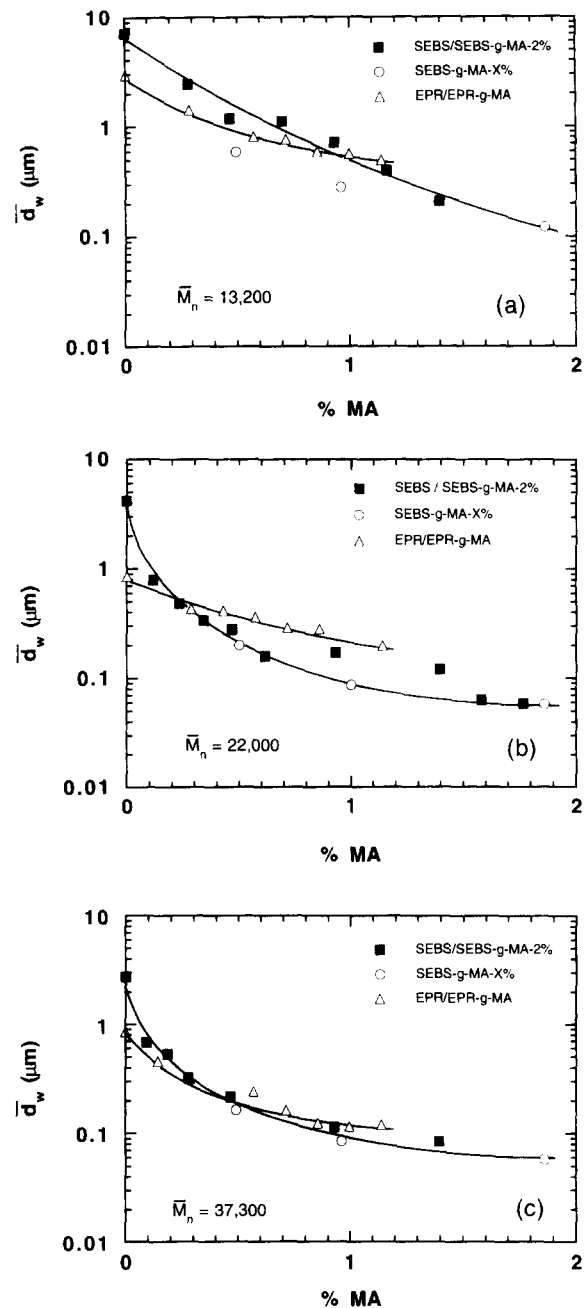 10
SEBS/SEBS-g-MA-2%
SEBS-g-MA-X%
EPR/EPR-g-MA
1
d̅w (μm)
0.1
M̅n = 13,200
(a)
0.01
0 1 2
% MA
10
SEBS / SEBS-g-MA-2%
SEBS-g-MA-X%
EPR/EPR-g-MA
1
d̅w (μm)
0.1
M̅n = 22,000
(b)
0.01
0 1 2
% MA
10
SEBS/SEBS-g-MA-2%
SEBS-g-MA-X%
EPR/EPR-g-MA
1
d̅w (μm)
0.1
M̅n = 37,300
(c)
0.01
0 1 2
% MA